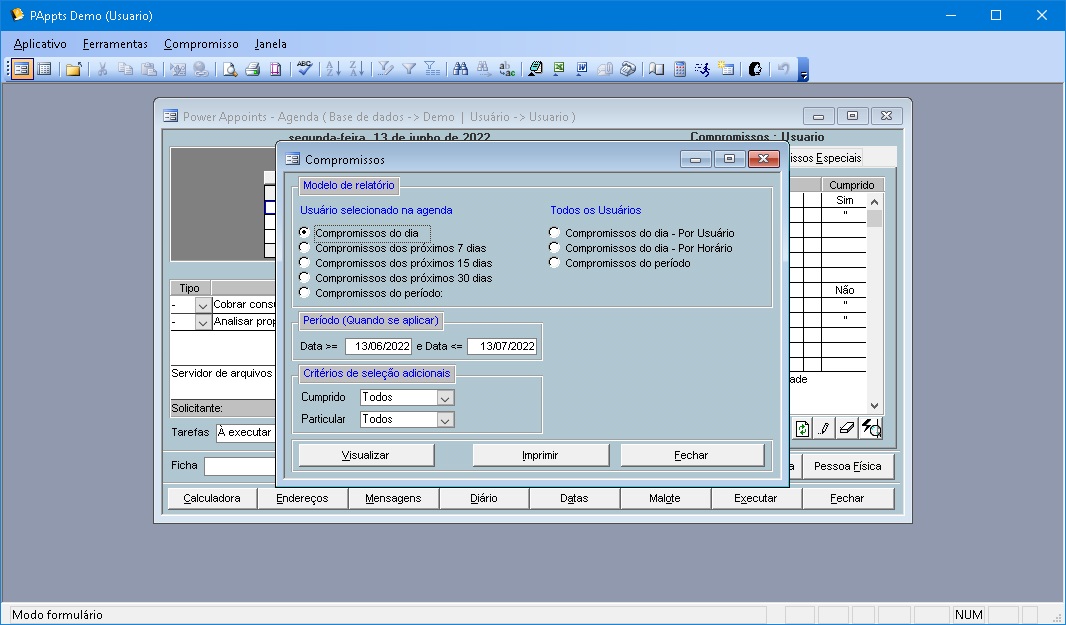 PAppts Demo (Usuario)
Aplicativo Ferramentas Compromisso Janela
Power Appoints - Agenda ( Base de dados -> Demo | Usuário -> Usuario )
segunda-feira, 13 de junho de 2022
Compromissos : Usuario
Compromissos
issos Especiais
Modelo de relatório
Cumprido
Usuário selecionado na agenda
Todos os Usuários
Sim
"
Compromissos do dia
Compromissos do dia - Por Usuário
Compromissos dos próximos 7 dias
Compromissos do dia - Por Horário
Compromissos dos próximos 15 dias
Compromissos do período
Compromissos dos próximos 30 dias
Compromissos do período:
Tipo
Não
"
"
- Cobrar consu
- Analisar prop
Período (Quando se aplicar)
Data >= 13/06/2022 e Data <= 13/07/2022
Servidor de arquivos
Critérios de seleção adicionais
ade
Cumprido Todos
Solicitante:
Particular Todos
Tarefas À executar
Visualizar Imprimir Fechar
Ficha
a
Pessoa Física
Calculadora Endereços Mensagens Diário Datas Malote Executar Fechar
Modo formulário
NUM